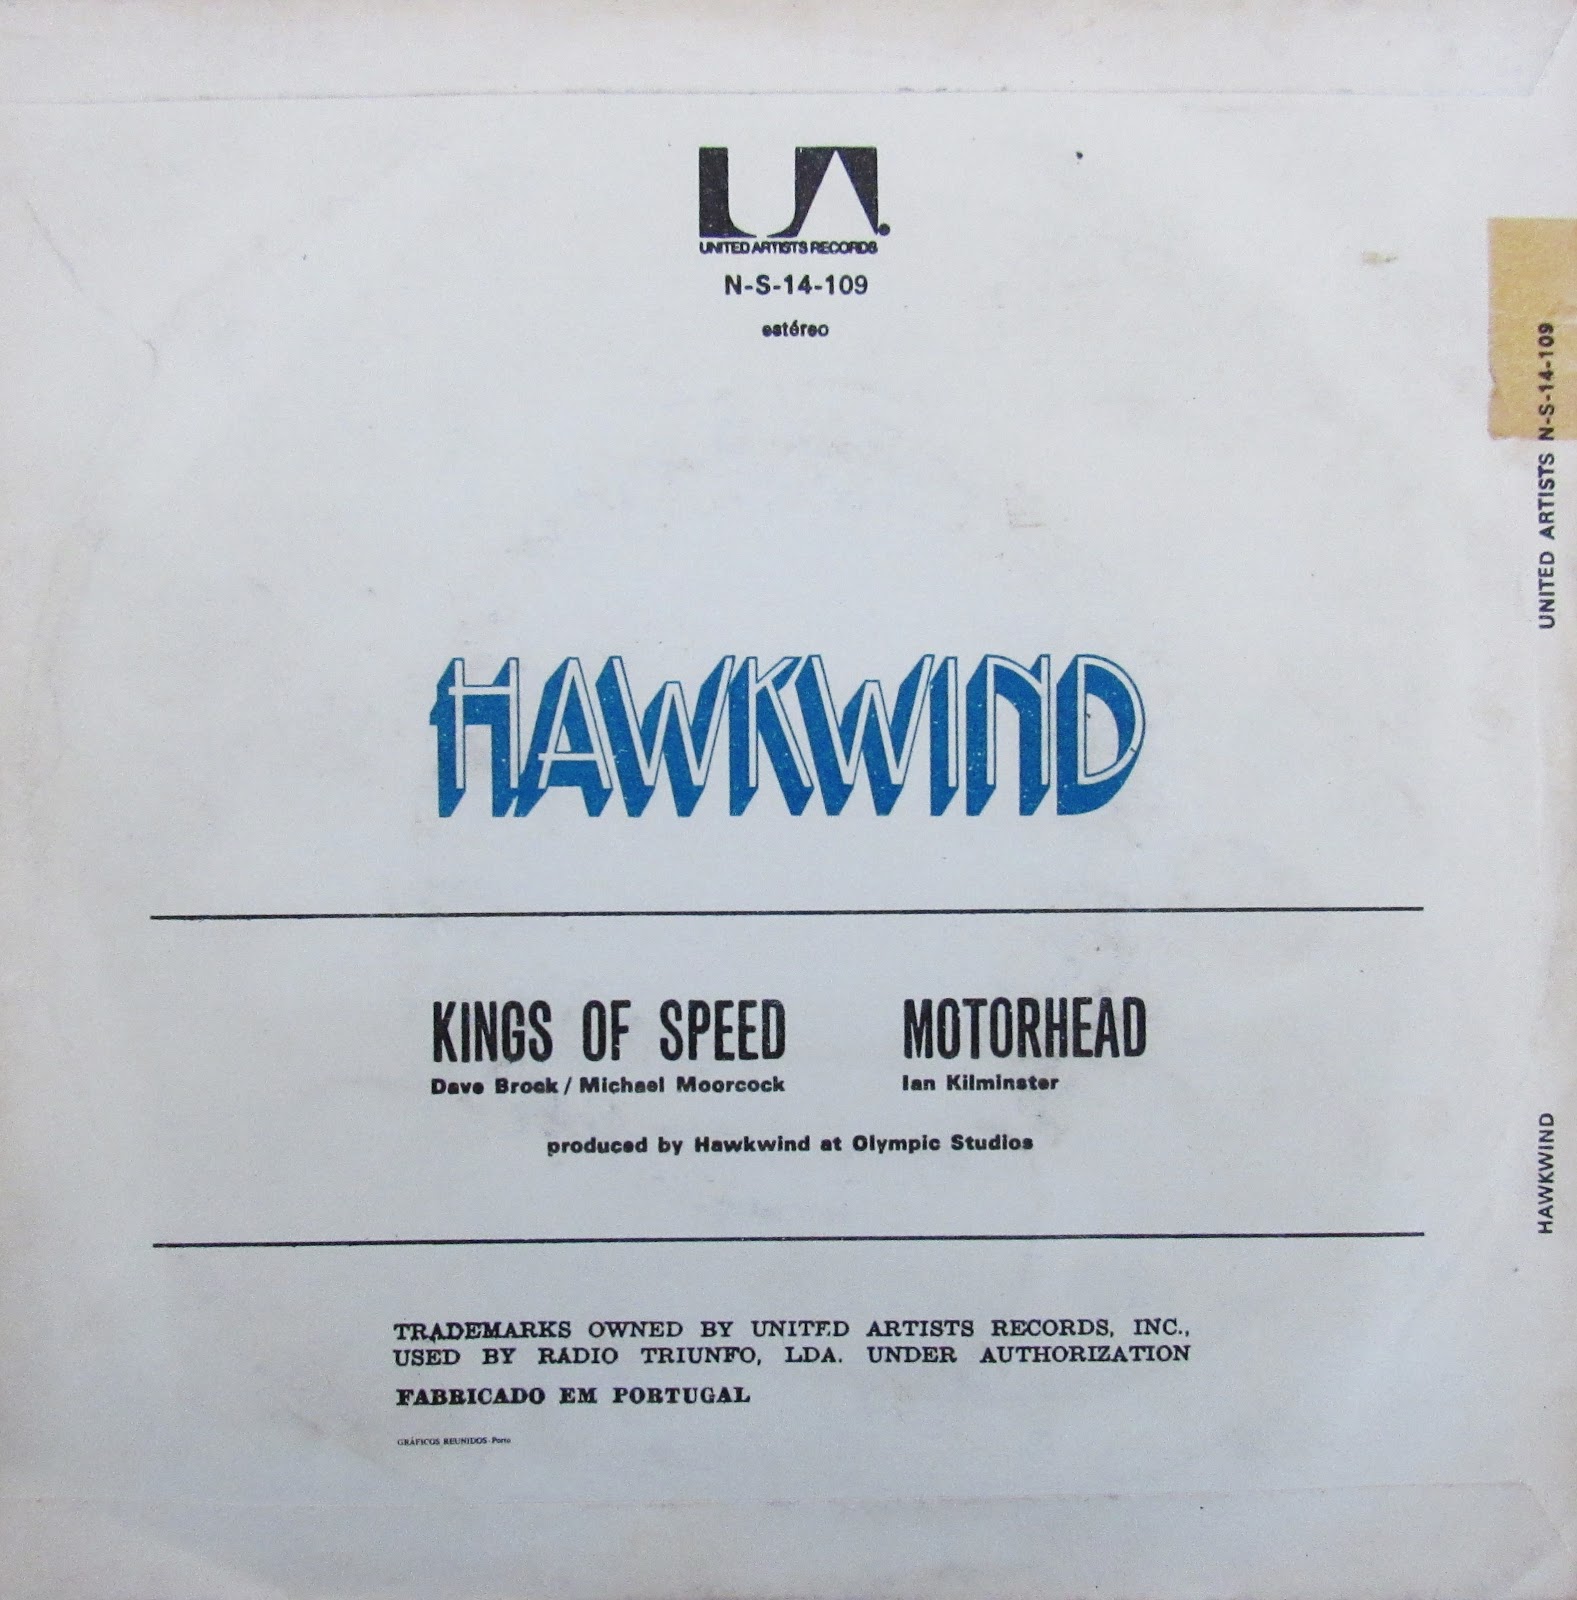 UA
UNITED ARTISTS RECORDS
N-S-14-109
estéreo
HAWKWIND
KINGS OF SPEED
Dave Brock / Michael Moorcock
MOTORHEAD
Ian Kilminster
produced by Hawkwind at Olympic Studios
TRADEMARKS OWNED BY UNITED ARTISTS RECORDS, INC.,
USED BY RADIO TRIUNFO, LDA. UNDER AUTHORIZATION
FABRICADO EM PORTUGAL
GRÁFICOS REUNIDOS-Porto
UNITED ARTISTS N-S-14-109
HAWKWIND